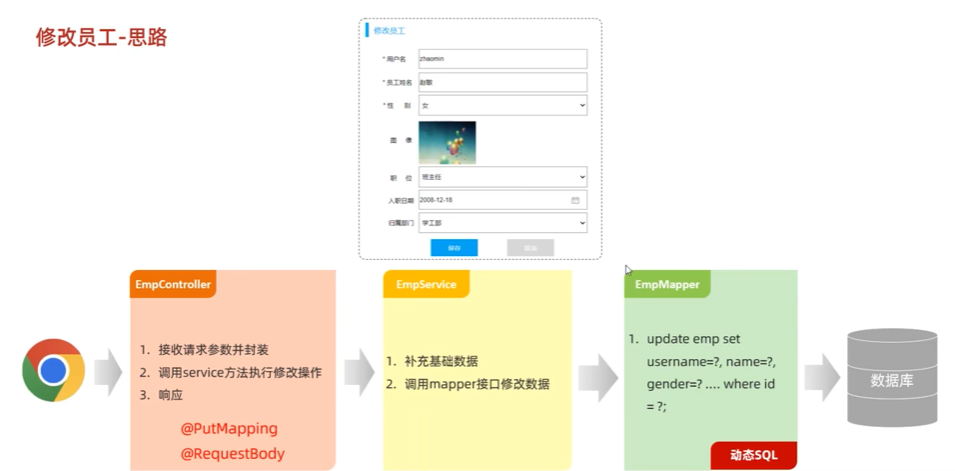 修改员工-思路
修改员工
* 用户名
zhaomin
* 员工姓名
赵敏
* 性 别
女
图 像
职 位
班主任
入职日期
2008-12-18
归属部门
学工部
保存
取消
EmpController
1. 接收请求参数并封装
2. 调用service方法执行修改操作
3. 响应
@PutMapping
@RequestBody
EmpService
1. 补充基础数据
2. 调用mapper接口修改数据
EmpMapper
1. update emp set
username=?, name=?,
gender=? .... where id
= ?;
动态SQL
数据库